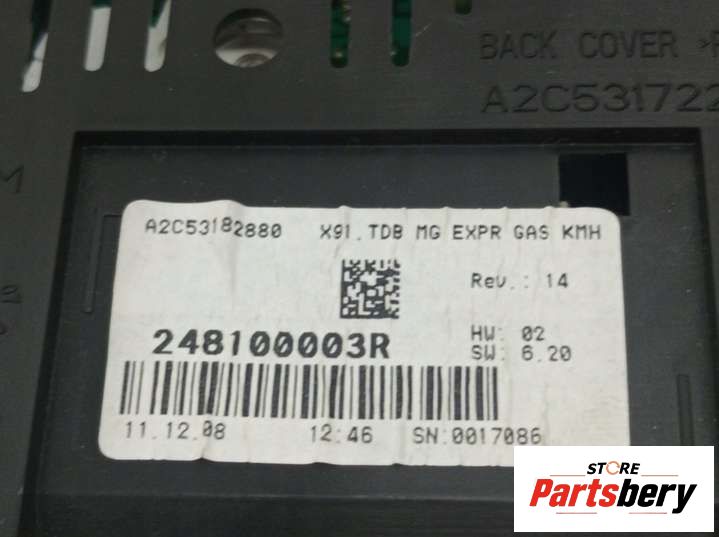 BACK COVER
A2C531722
A2C53182880 X91.TDB MG EXPR GAS KMH
Rev.: 14
248100003R
HW: 02
SW: 6.20
11.12.08 12:46 SN:0017086
STORE
Partsbery